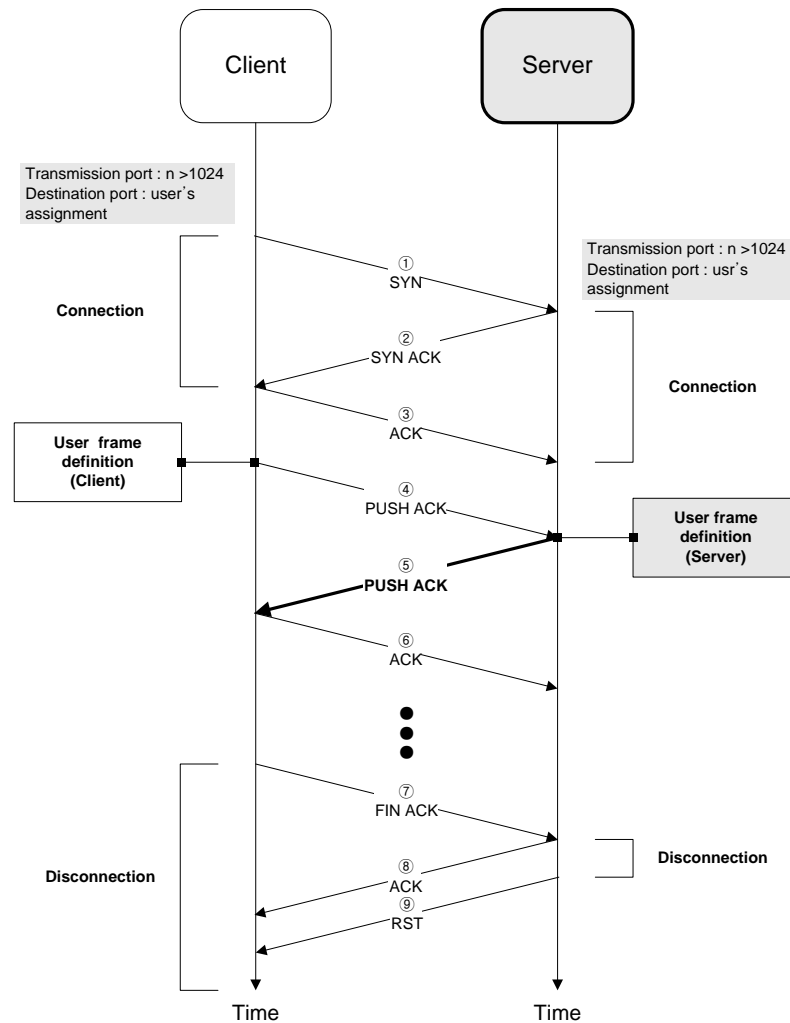 Client
Server
Transmission port : n >1024
Destination port : user's
assignment
Transmission port : n >1024
Destination port : usr's
assignment
①
SYN
Connection
②
SYN ACK
Connection
③
ACK
User frame
definition
(Client)
④
PUSH ACK
User frame
definition
(Server)
⑤
PUSH ACK
⑥
ACK
⑦
FIN ACK
Disconnection
⑧
ACK
Disconnection
⑨
RST
Time
Time